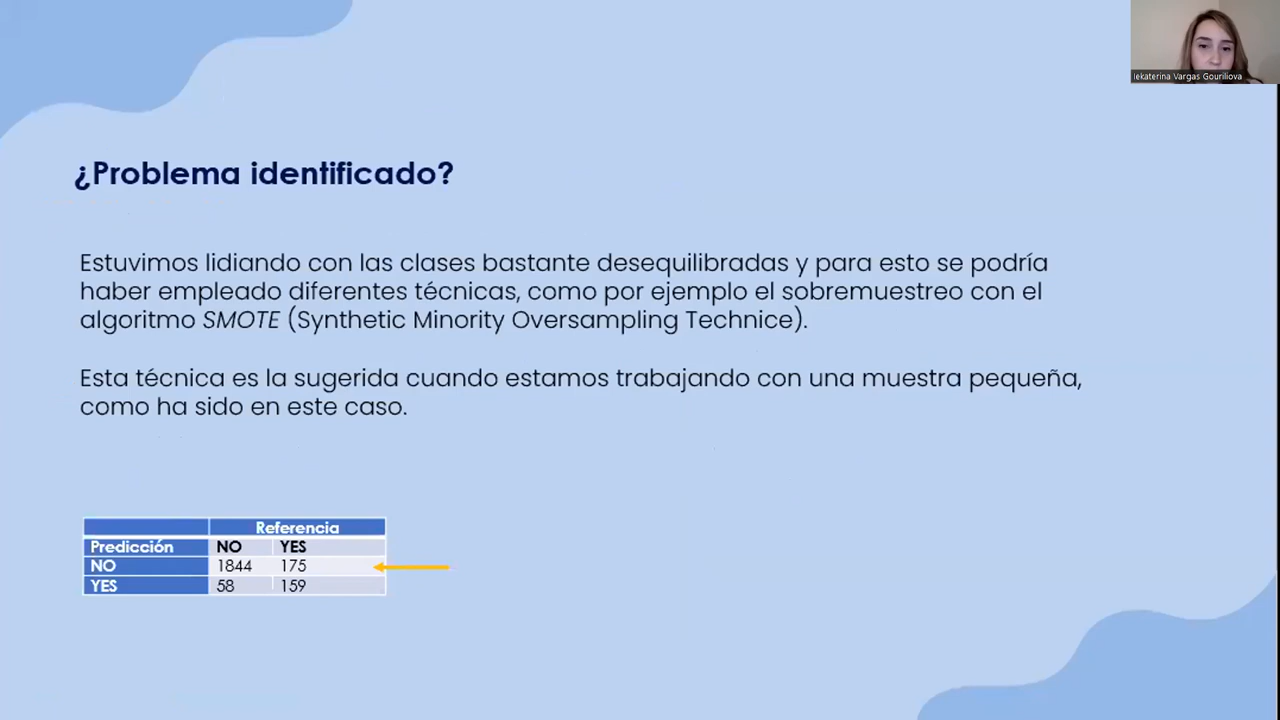 Iekaterina Vargas Gouriliova
¿Problema identificado?
Estuvimos lidiando con las clases bastante desequilibradas y para esto se podría
haber empleado diferentes técnicas, como por ejemplo el sobremuestreo con el
algoritmo SMOTE (Synthetic Minority Oversampling Technice).
Esta técnica es la sugerida cuando estamos trabajando con una muestra pequeña,
como ha sido en este caso.
Referencia
Predicción NO YES
NO 1844 175
YES 58 159